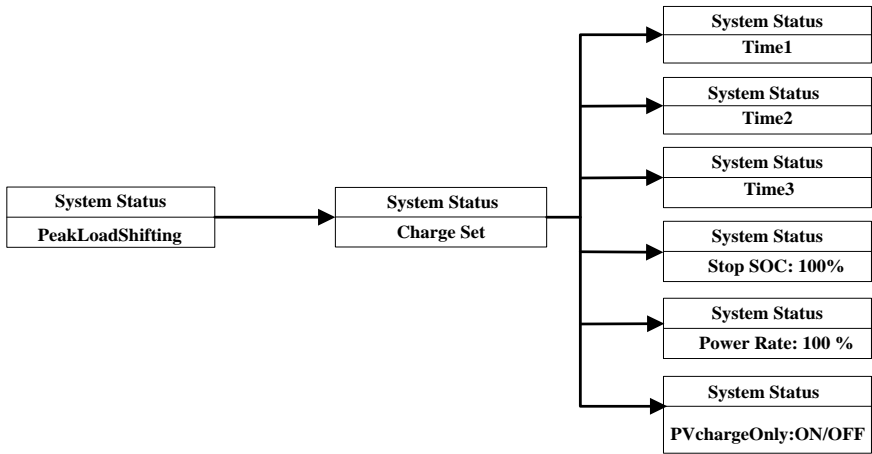 System Status
PeakLoadShifting
System Status
Charge Set
System Status
Time1
System Status
Time2
System Status
Time3
System Status
Stop SOC: 100%
System Status
Power Rate: 100 %
System Status
PVchargeOnly:ON/OFF